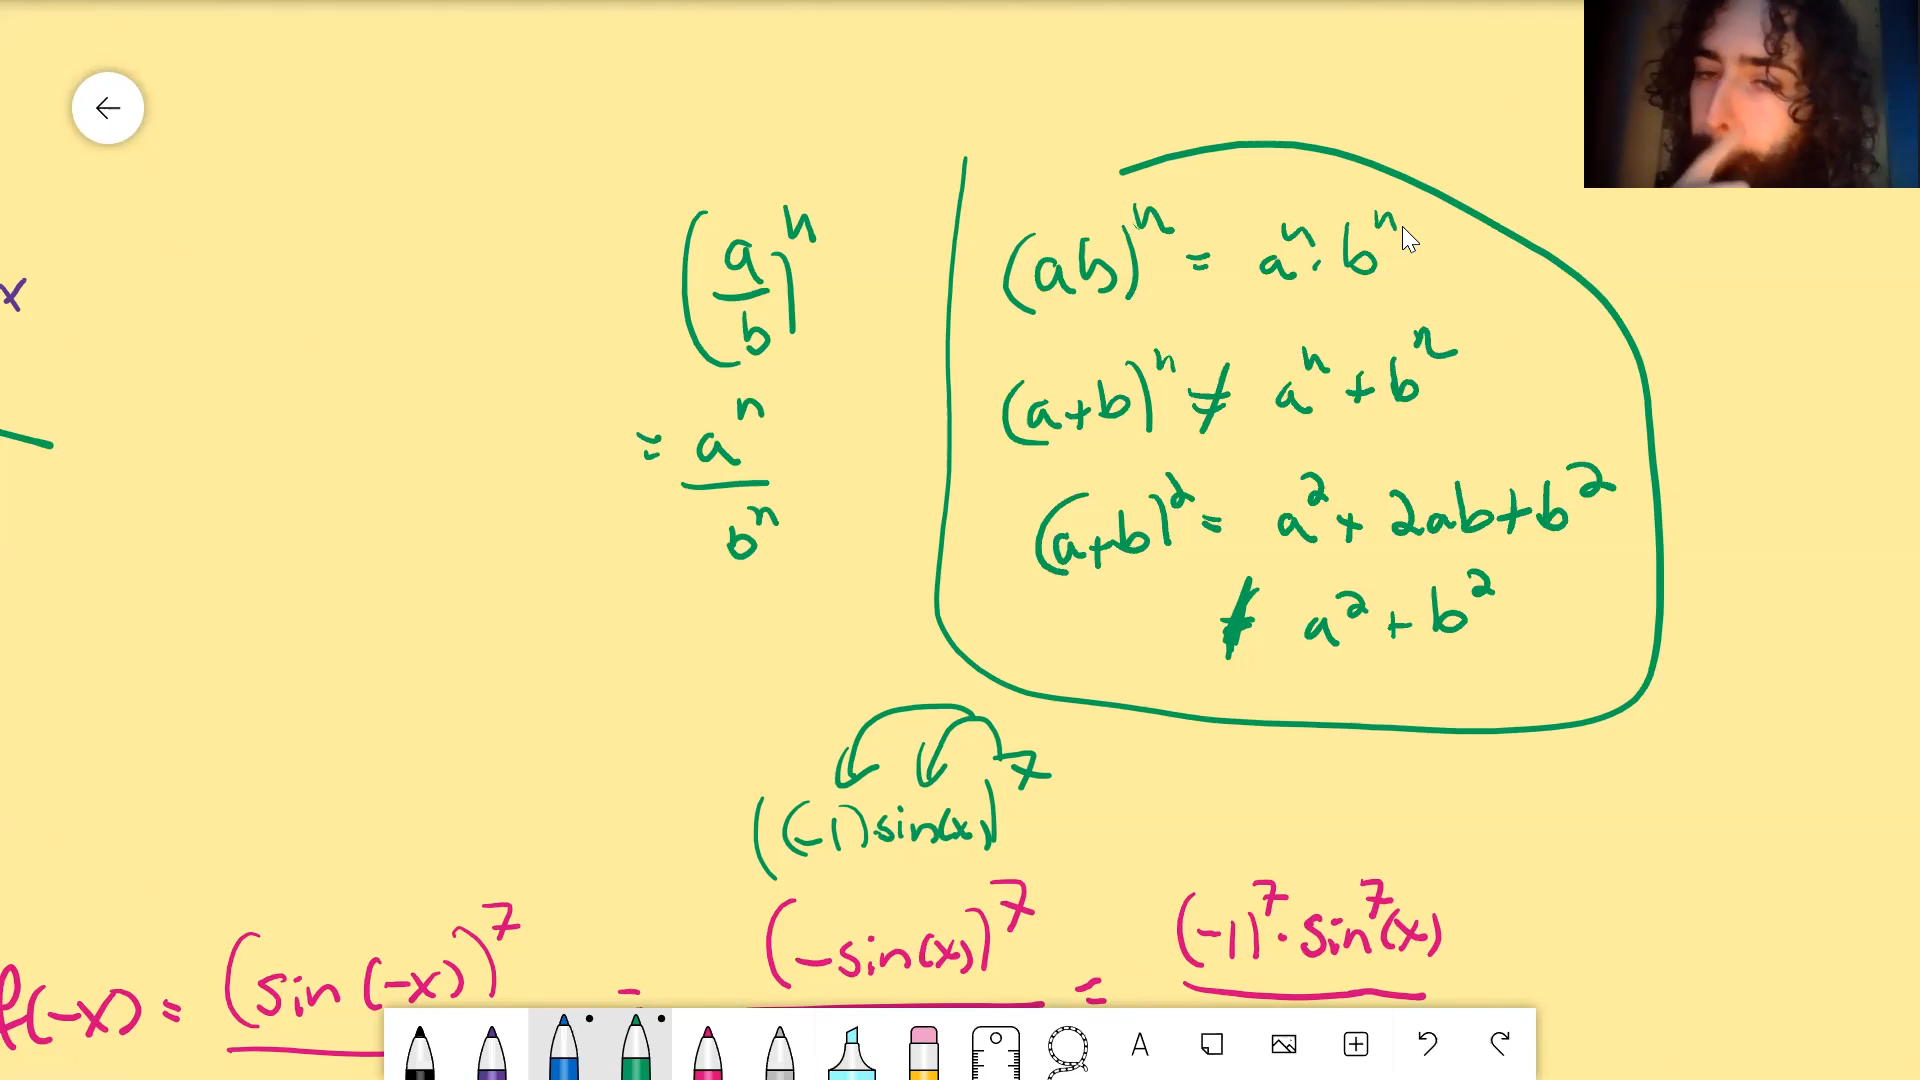 x
(a/b)^n
= a^n/b^n
(ab)^n = a^n · b^n
(a+b)^n ≠ a^n + b^n
(a+b)^2 = a^2 + 2ab + b^2
≠ a^2 + b^2
((-1)sin(x))^7
f(-x) = (sin(-x))^7 = (-sin(x))^7 = (-1)^7 · sin^7(x)
A